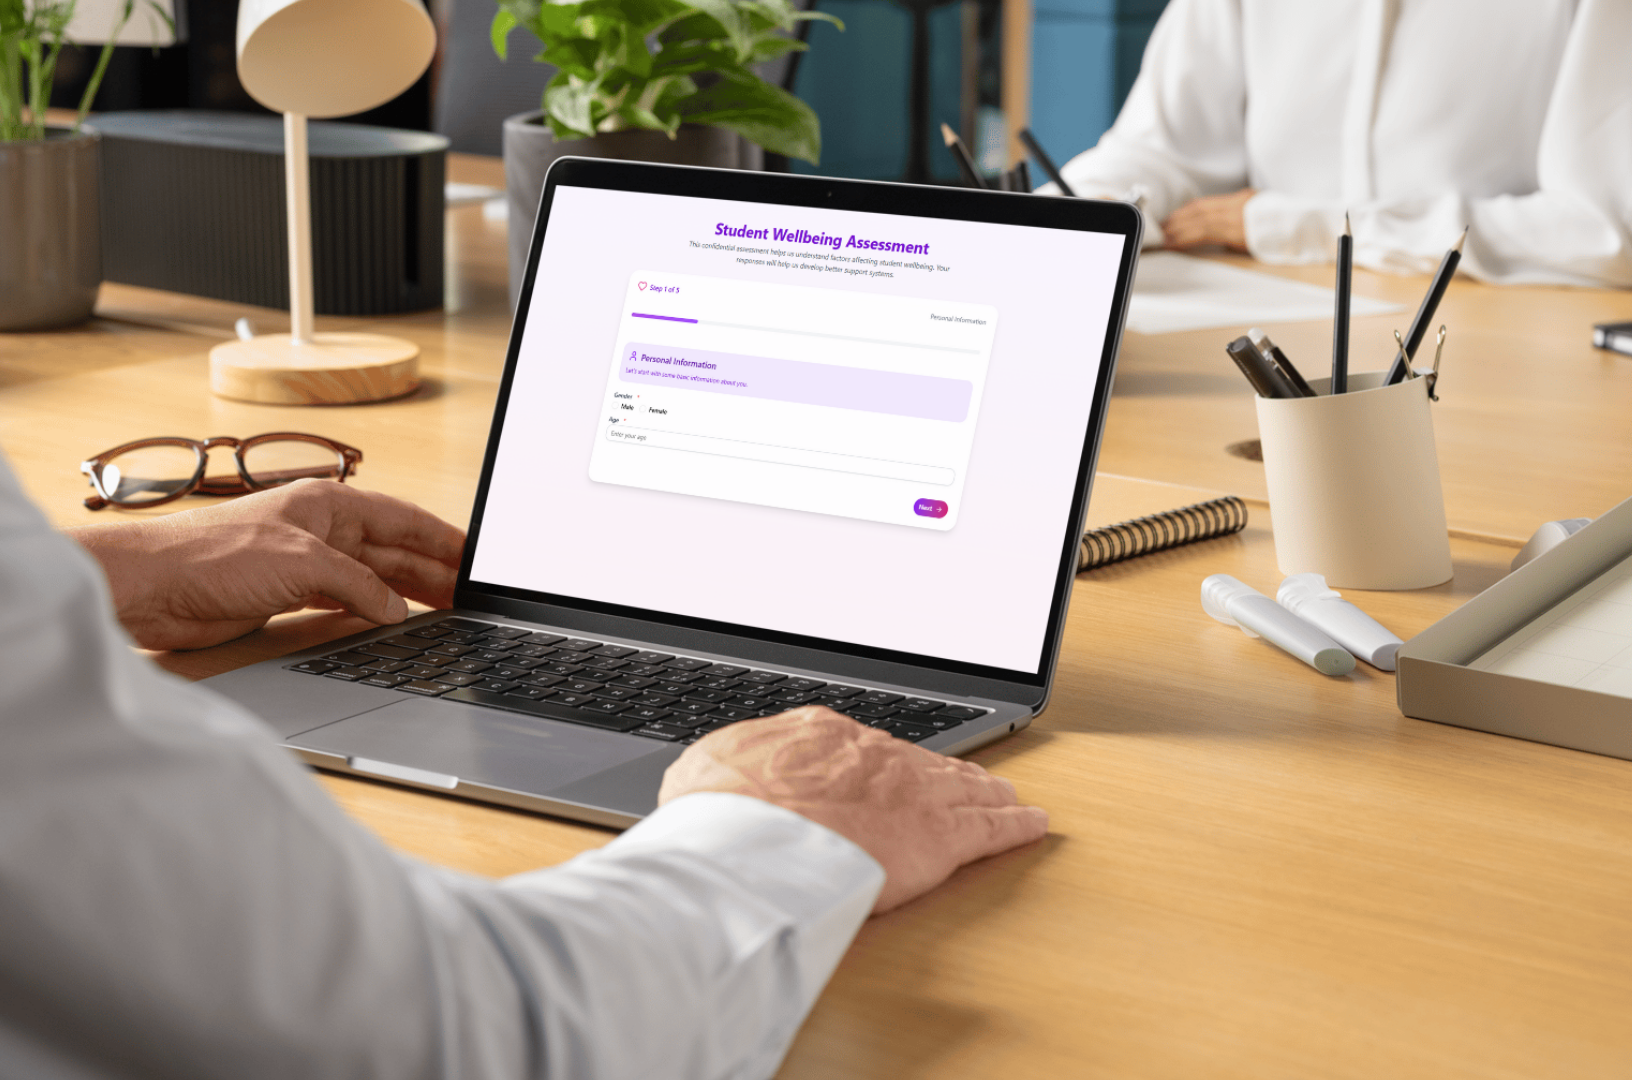 Student Wellbeing Assessment
This confidential assessment helps us understand factors affecting student wellbeing. Your
responses will help us develop better support systems.
Step 1 of 5
Personal Information
Personal Information
Let's start with some basic information about you.
Gender *
Male Female
Age *
Enter your age
Next →